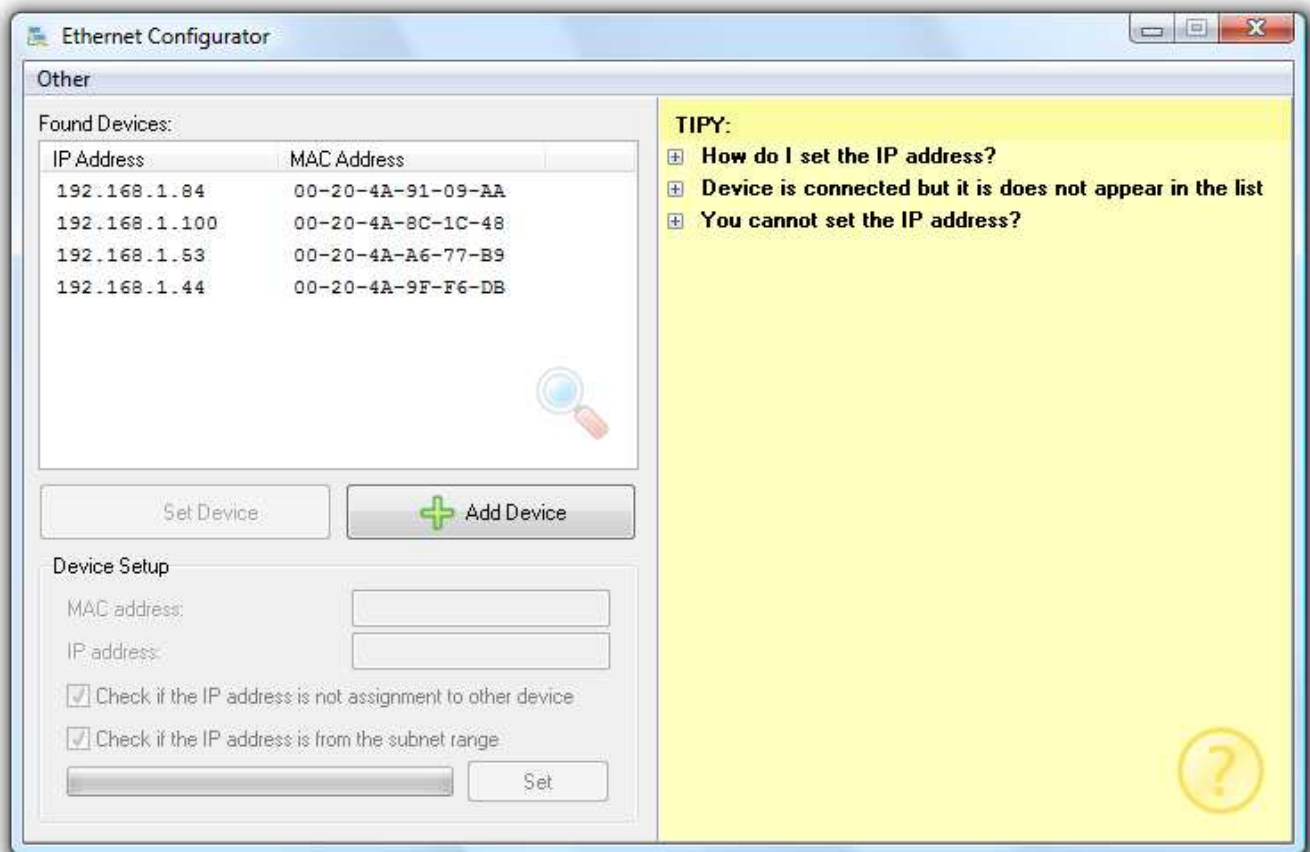 Ethernet Configurator
Other
Found Devices:
IP Address MAC Address
192.168.1.84 00-20-4A-91-09-AA
192.168.1.100 00-20-4A-8C-1C-48
192.168.1.53 00-20-4A-A6-77-B9
192.168.1.44 00-20-4A-9F-F6-DB
Set Device Add Device
Device Setup
MAC address:
IP address:
Check if the IP address is not assignment to other device
Check if the IP address is from the subnet range
Set
TIPY:
How do I set the IP address?
Device is connected but it is does not appear in the list
You cannot set the IP address?